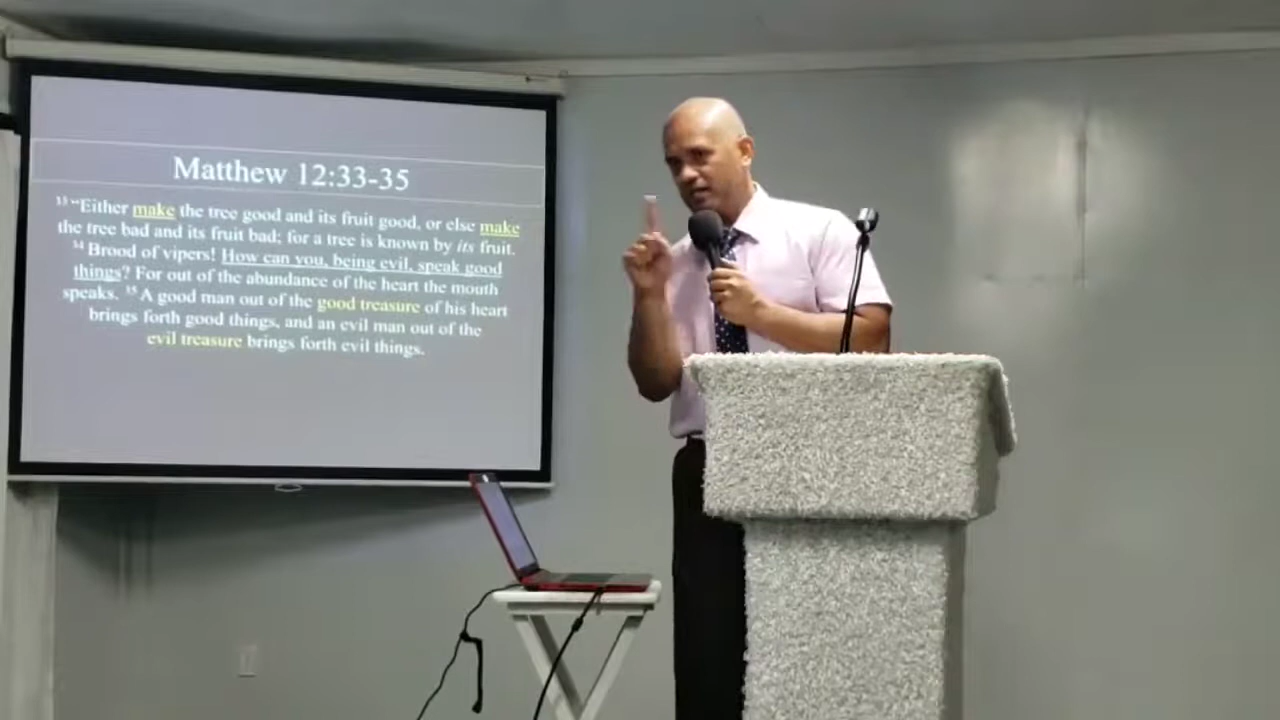 Matthew 12:33-35
33 “Either make the tree good and its fruit good, or else make
the tree bad and its fruit bad; for a tree is known by its fruit.
34 Brood of vipers! How can you, being evil, speak good
things? For out of the abundance of the heart the mouth
speaks. 35 A good man out of the good treasure of his heart
brings forth good things, and an evil man out of the
evil treasure brings forth evil things.